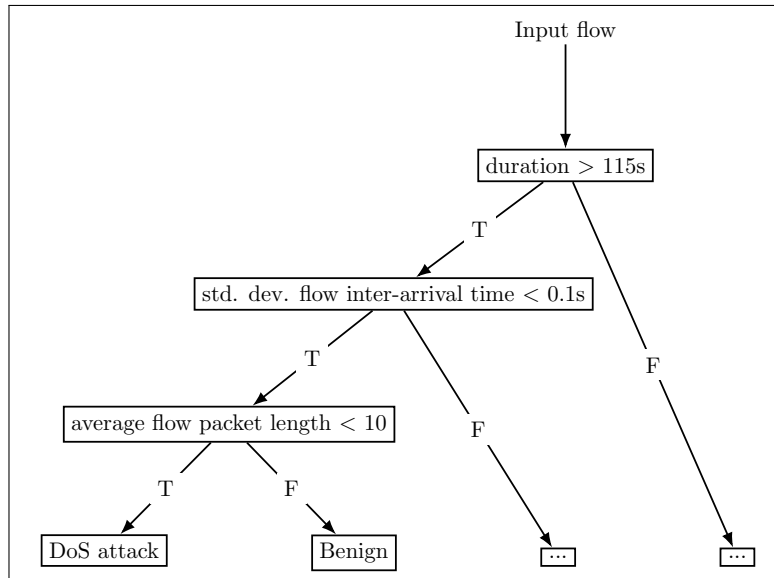 Input flow
duration > 115s
T
std. dev. flow inter-arrival time < 0.1s
T
F
average flow packet length < 10
F
T
F
DoS attack
Benign
...
...